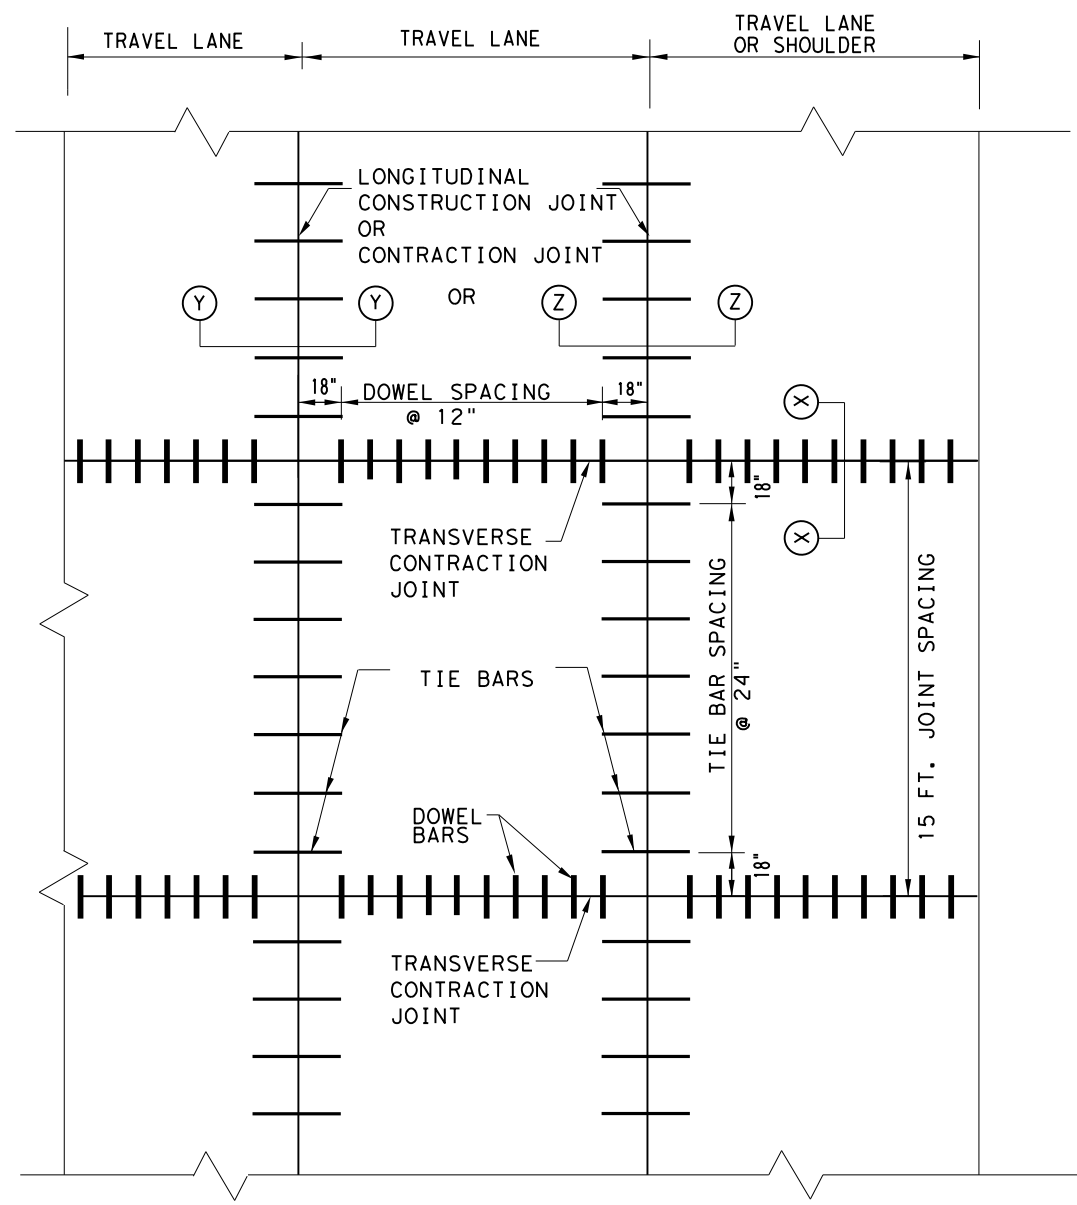 TRAVEL LANE
TRAVEL LANE
TRAVEL LANE
OR SHOULDER
LONGITUDINAL
CONSTRUCTION JOINT
OR
CONTRACTION JOINT
Y
Y
OR
Z
Z
18"
DOWEL SPACING
@ 12"
18"
X
18"
TRANSVERSE
CONTRACTION
JOINT
X
TIE BARS
TIE BAR SPACING
@ 24"
15 FT. JOINT SPACING
DOWEL
BARS
18"
TRANSVERSE
CONTRACTION
JOINT